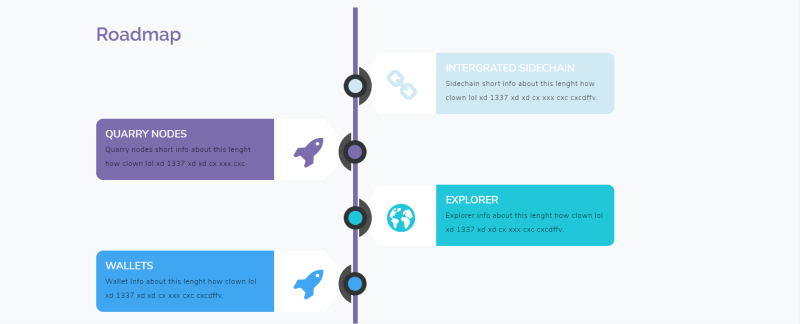 Roadmap
INTERGRATED SIDECHAIN
Sidechain short info about this lenght how
clown lol xd 1337 xd xd cx xxx cxc cxcdffv.
QUARRY NODES
Quarry nodes short info about this lenght
how clown lol xd 1337 xd xd cx xxx cxc
EXPLORER
Explorer info about this lenght how clown lol
xd 1337 xd xd cx xxx cxc cxcdffv.
WALLETS
Wallet Info about this lenght how clown lol
xd 1337 xd xd cx xxx cxc cxcdffv.